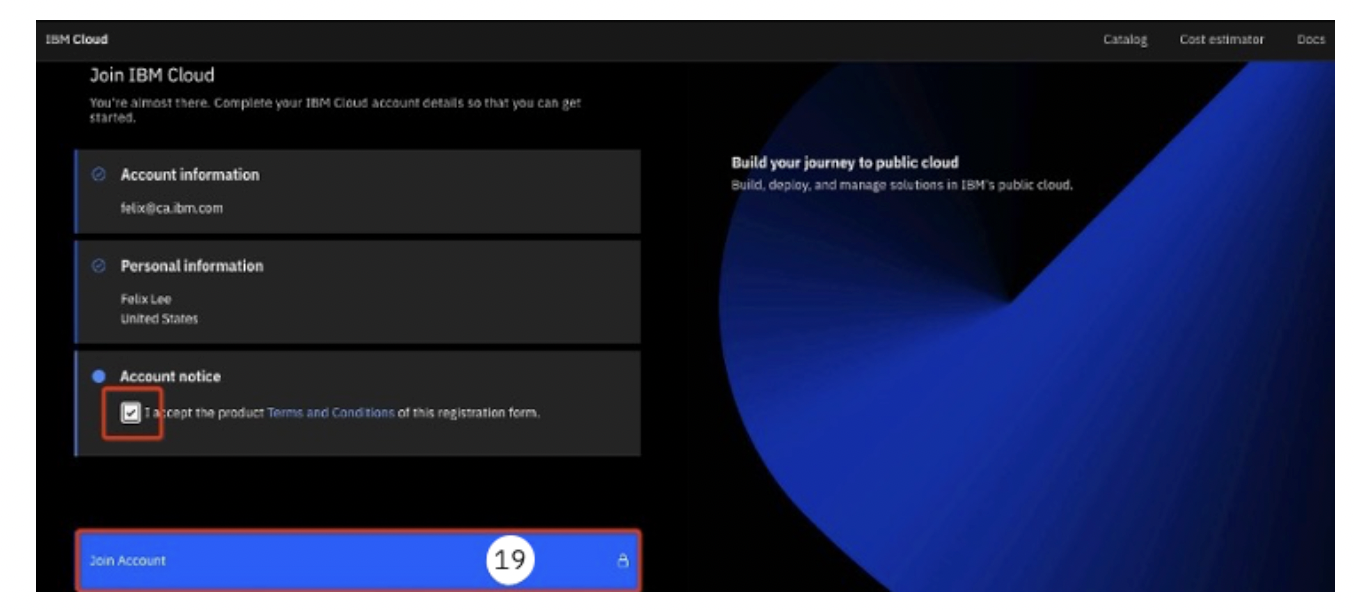 IBM Cloud
Catalog Cost estimator Docs
Join IBM Cloud
You're almost there. Complete your IBM Cloud account details so that you can get
started.
Account information
felix@ca.ibm.com
Personal information
Felix Lee
United States
Account notice
I accept the product Terms and Conditions of this registration form.
Join Account
19
Build your journey to public cloud
Build, deploy, and manage solutions in IBM's public cloud.